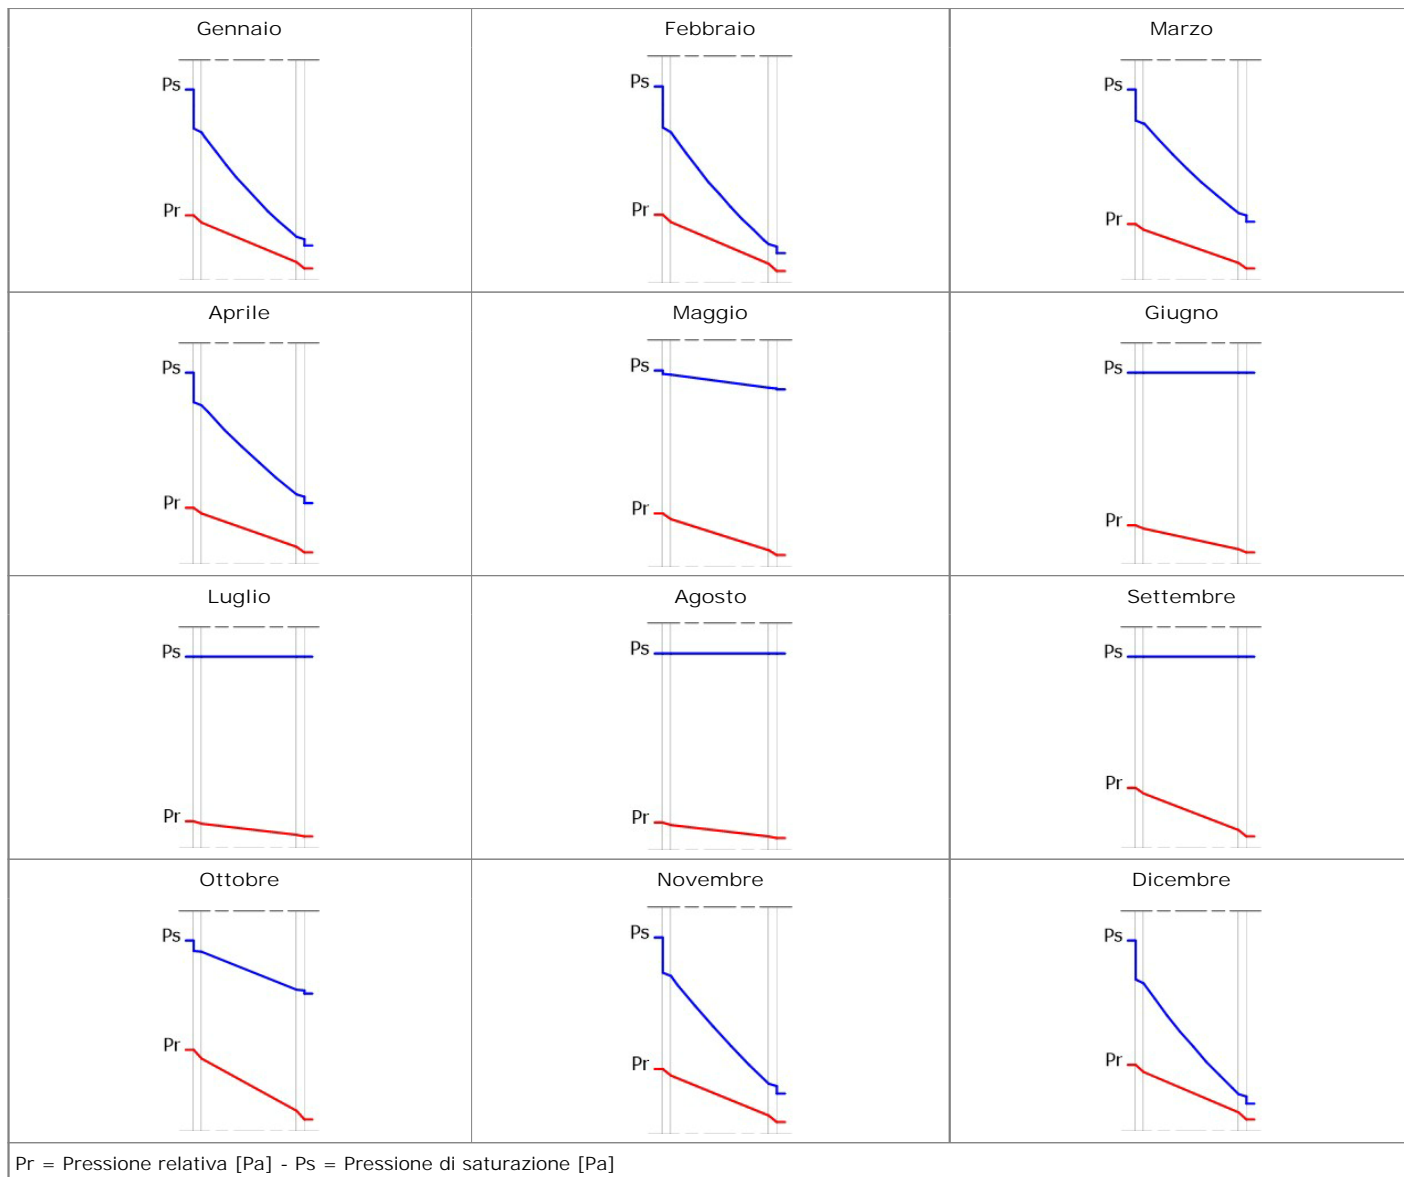 Gennaio
Febbraio
Marzo
Ps
Pr
Ps
Pr
Ps
Pr
Aprile
Maggio
Giugno
Ps
Pr
Ps
Pr
Ps
Pr
Luglio
Agosto
Settembre
Ps
Pr
Ps
Pr
Ps
Pr
Ottobre
Novembre
Dicembre
Ps
Pr
Ps
Pr
Ps
Pr
Pr = Pressione relativa [Pa] - Ps = Pressione di saturazione [Pa]